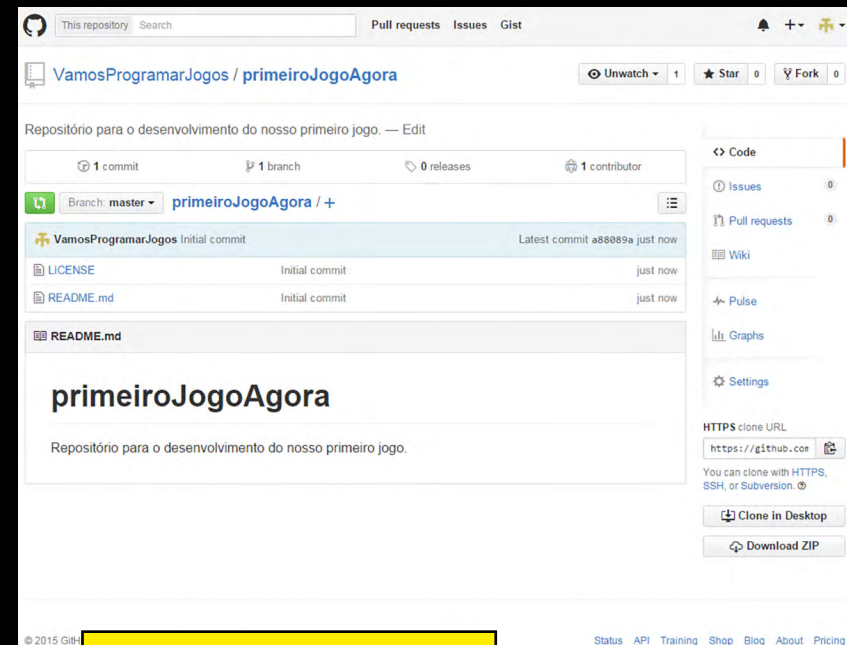 This repository Search Pull requests Issues Gist
VamosProgramarJogos / primeiroJogoAgora Unwatch 1 Star 0 Fork 0
Repositório para o desenvolvimento do nosso primeiro jogo. — Edit
1 commit 1 branch 0 releases 1 contributor
Branch: master primeiroJogoAgora / +
VamosProgramarJogos Initial commit Latest commit a88089a just now
LICENSE Initial commit just now
README.md Initial commit just now
README.md
primeiroJogoAgora
Repositório para o desenvolvimento do nosso primeiro jogo.
Code
Issues 0
Pull requests 0
Wiki
Pulse
Graphs
Settings
HTTPS clone URL
https://github.com
You can clone with HTTPS,
SSH, or Subversion.
Clone in Desktop
Download ZIP
© 2015 Status API Training Shop Blog About Pricing